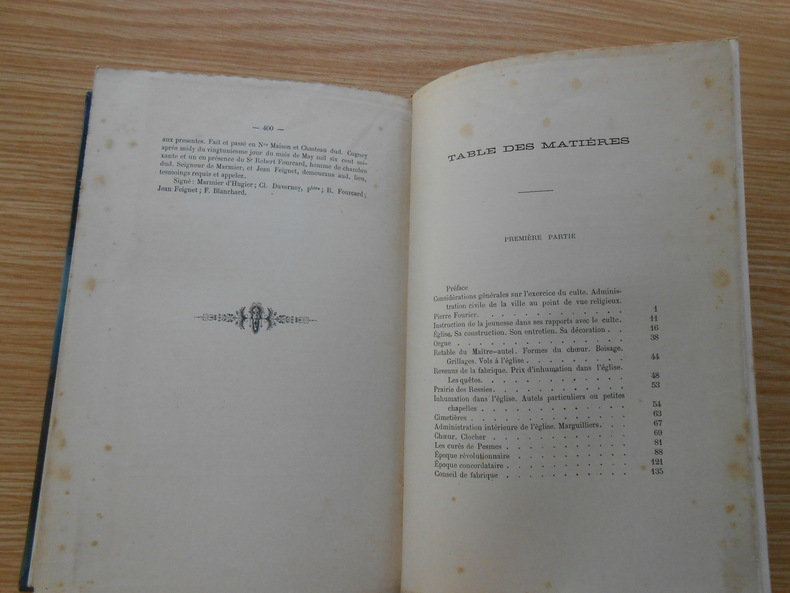 — 400 —
aux presentes. Fait et passé en Nre Maison et Chasteau dud. Cugney
après midy du vingtuniesme jour du mois de May mil six cent soi-
xante et un en présence du Sr Robert Fourcard, homme de chambre
dud. Seigneur de Marmier, et Jean Feignet, demeurans aud. lieu,
tesmoings requis et appelez.
Signé : Marmier d'Hugier ; Cl. Duvernoy, pbtre ; R. Fourcard ;
Jean Feignet ; F. Blanchard.
TABLE DES MATIÈRES
PREMIÈRE PARTIE
Préface
Considérations générales sur l'exercice du culte. Adminis-
tration civile de la ville au point de vue religieux.
Pierre Fourier. . . . . . . . . . . . . 1
Instruction de la jeunesse dans ses rapports avec le culte. 11
Église. Sa construction. Son entretien. Sa décoration . . 16
Orgue . . . . . . . . . . . . . . . 38
Retable du Maître-autel. Formes du chœur. Boisage.
Grillages. Vols à l'église . . . . . . . . . 44
Revenus de la fabrique. Prix d'inhumation dans l'église.
Les quêtes. . . . . . . . . . . . . . 48
Prairie des Ressies. . . . . . . . . . . . 53
Inhumation dans l'église. Autels particuliers ou petites
chapelles . . . . . . . . . . . . . . 54
Cimetières . . . . . . . . . . . . . . 63
Administration intérieure de l'église. Marguilliers. . . . 67
Chœur. Clocher . . . . . . . . . . . . 69
Les curés de Pesmes . . . . . . . . . . . 81
Époque révolutionnaire . . . . . . . . . . 88
Époque concordataire . . . . . . . . . . . 121
Conseil de fabrique . . . . . . . . . . . 135